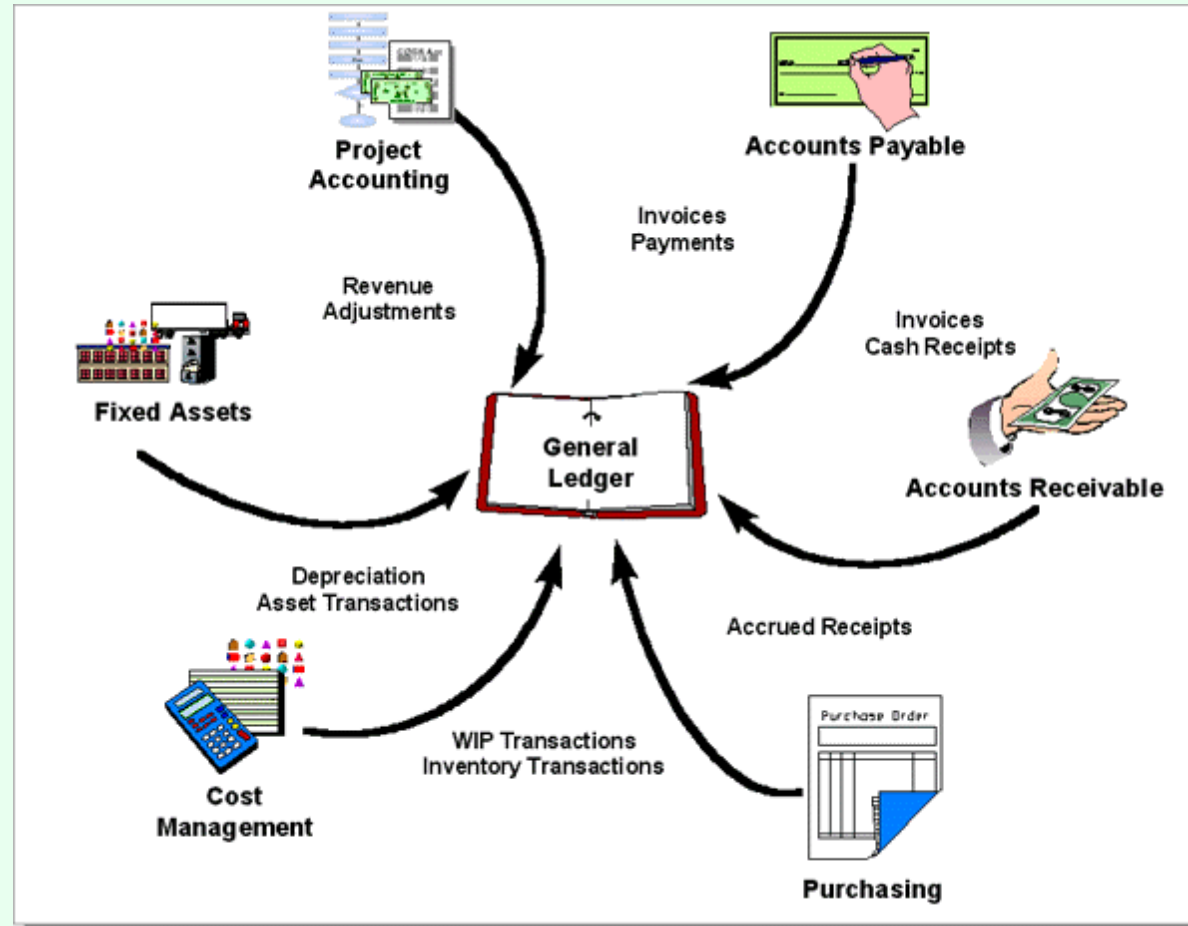 Project
Accounting
Accounts Payable
Invoices
Payments
Revenue
Adjustments
Invoices
Cash Receipts
Fixed Assets
General
Ledger
Accounts Receivable
Depreciation
Asset Transactions
Accrued Receipts
Purchase Order
WIP Transactions
Inventory Transactions
Cost
Management
Purchasing